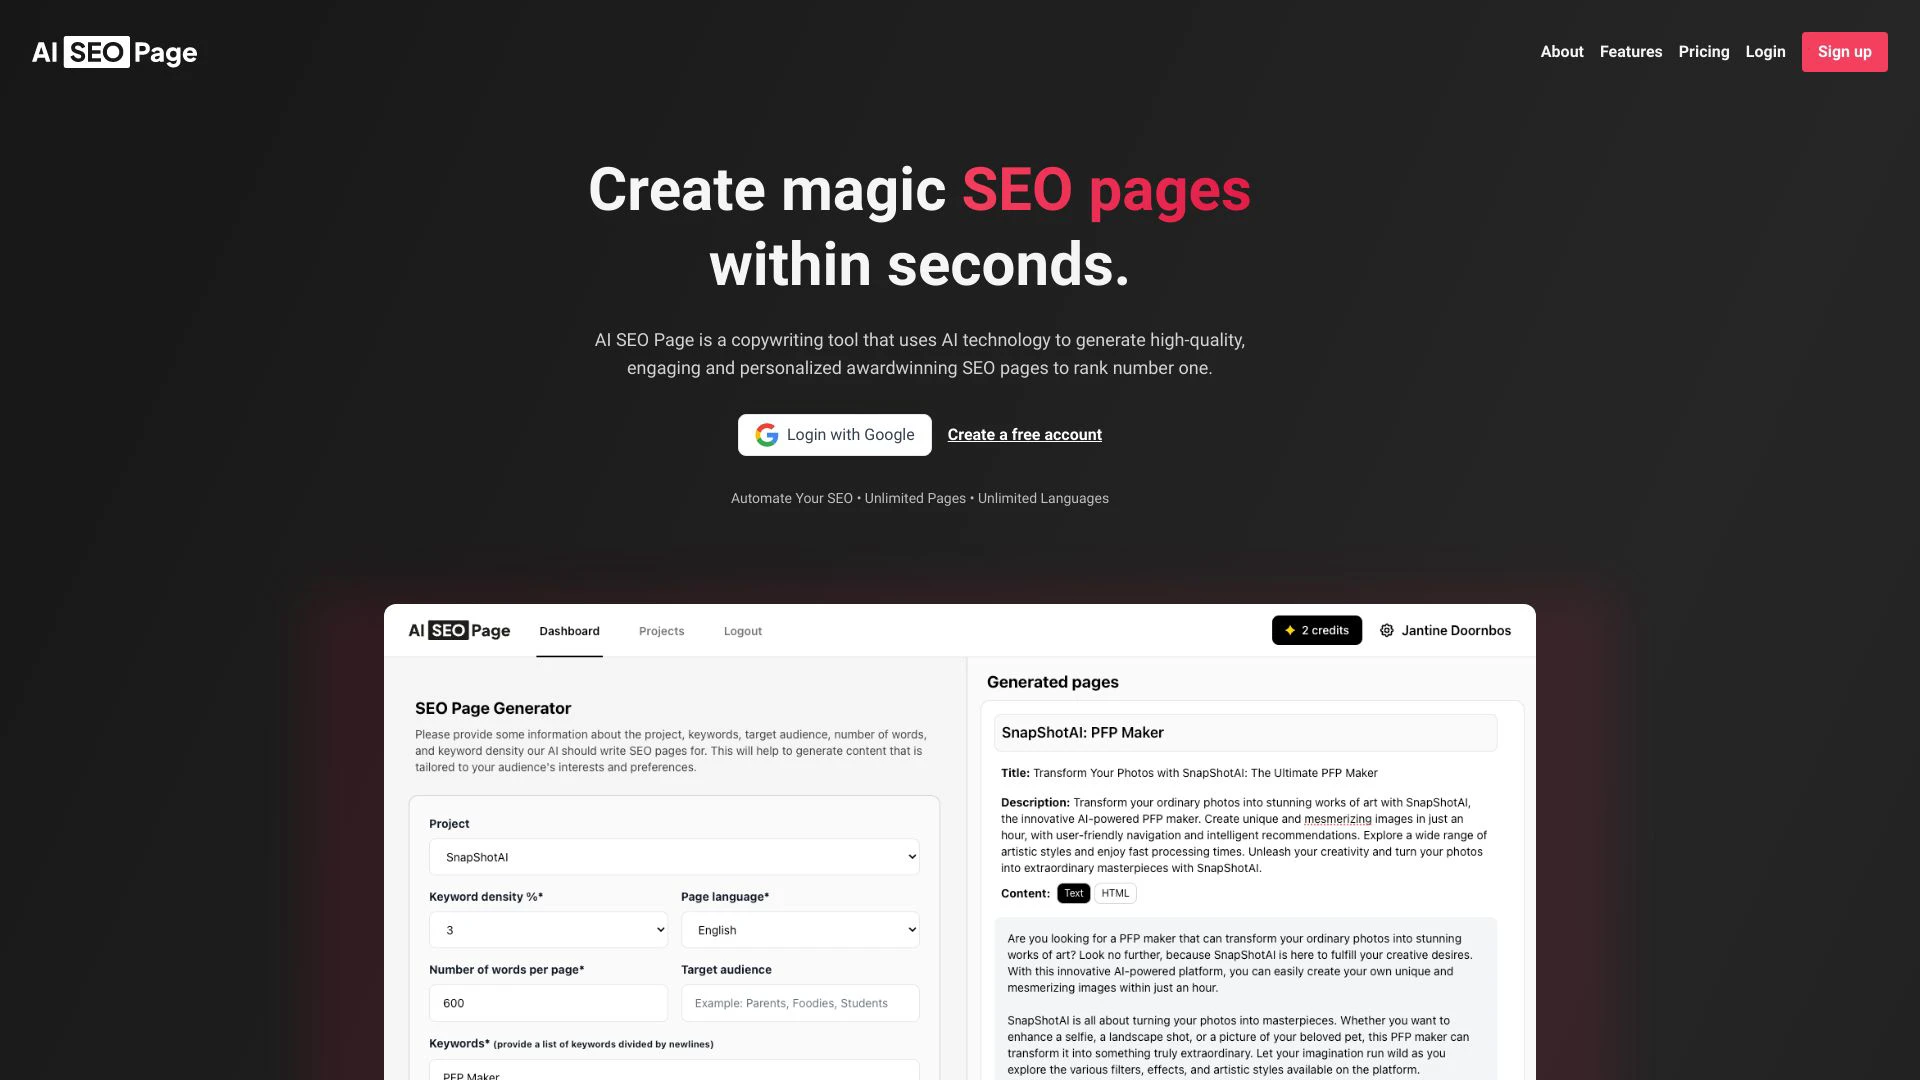 AI SEO Page
About Features Pricing Login Sign up
Create magic SEO pages
within seconds.
AI SEO Page is a copywriting tool that uses AI technology to generate high-quality,
engaging and personalized awardwinning SEO pages to rank number one.
Login with Google
Create a free account
Automate Your SEO • Unlimited Pages • Unlimited Languages
AI SEO Page
Dashboard Projects Logout
2 credits
Jantine Doornbos
SEO Page Generator
Please provide some information about the project, keywords, target audience, number of words,
and keyword density our AI should write SEO pages for. This will help to generate content that is
tailored to your audience's interests and preferences.
Project
SnapShotAI
Keyword density %* Page language*
3 English
Number of words per page* Target audience
600 Example: Parents, Foodies, Students
Keywords* (provide a list of keywords divided by newlines)
PFP Maker
Generated pages
SnapShotAI: PFP Maker
Title: Transform Your Photos with SnapShotAI: The Ultimate PFP Maker
Description: Transform your ordinary photos into stunning works of art with SnapShotAI,
the innovative AI-powered PFP maker. Create unique and mesmerizing images in just an
hour, with user-friendly navigation and intelligent recommendations. Explore a wide range of
artistic styles and enjoy fast processing times. Unleash your creativity and turn your photos
into extraordinary masterpieces with SnapShotAI.
Content: Text HTML
Are you looking for a PFP maker that can transform your ordinary photos into stunning
works of art? Look no further, because SnapShotAI is here to fulfill your creative desires.
With this innovative AI-powered platform, you can easily create your own unique and
mesmerizing images within just an hour.
SnapShotAI is all about turning your photos into masterpieces. Whether you want to
enhance a selfie, a landscape shot, or a picture of your beloved pet, this PFP maker can
transform it into something truly extraordinary. Let your imagination run wild as you
explore the various filters, effects, and artistic styles available on the platform.